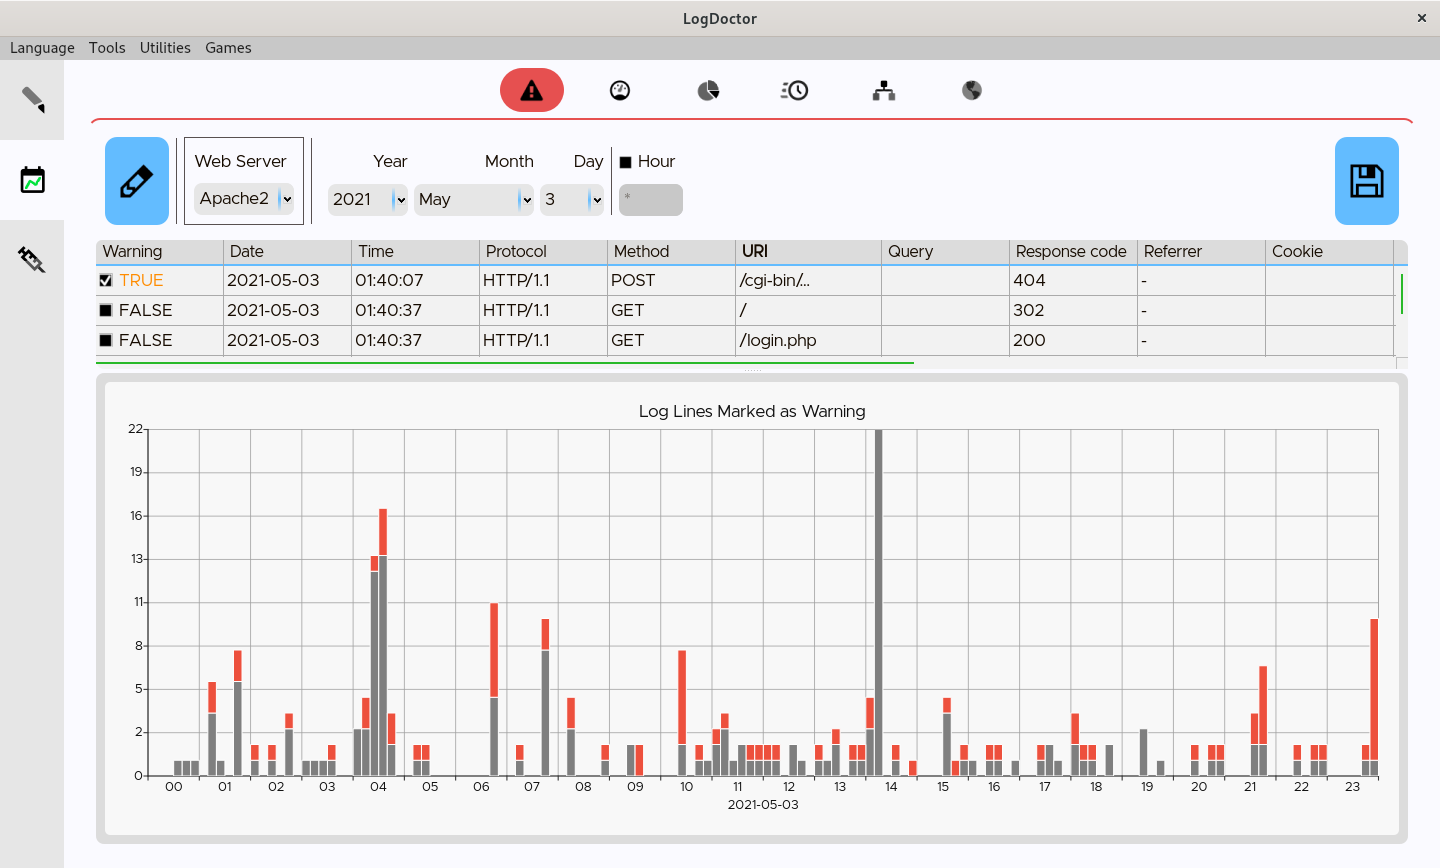 LogDoctor ×
Language Tools Utilities Games
Web Server Year Month Day Hour
Apache2 2021 May 3 *
Warning Date Time Protocol Method URI Query Response code Referrer Cookie
TRUE 2021-05-03 01:40:07 HTTP/1.1 POST /cgi-bin/... 404 -
FALSE 2021-05-03 01:40:37 HTTP/1.1 GET / 302 -
FALSE 2021-05-03 01:40:37 HTTP/1.1 GET /login.php 200 -
Log Lines Marked as Warning
22
19
16
13
11
8
5
2
0
00 01 02 03 04 05 06 07 08 09 10 11 12 13 14 15 16 17 18 19 20 21 22 23
2021-05-03